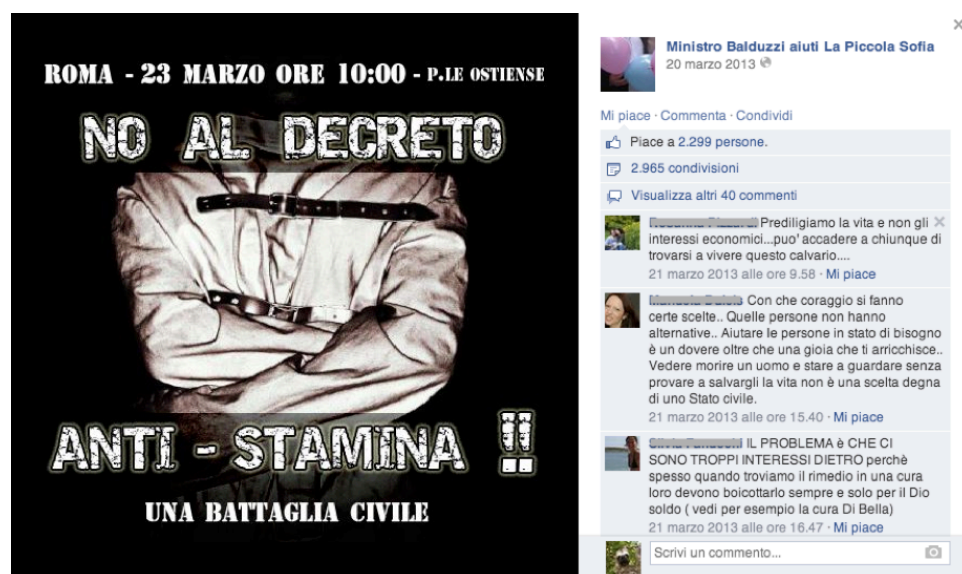 ROMA - 23 MARZO ORE 10:00 - P.LE OSTIENSE
NO AL DECRETO
ANTI - STAMINA !!
UNA BATTAGLIA CIVILE
Ministro Balduzzi aiuti La Piccola Sofia
20 marzo 2013
Mi piace · Commenta · Condividi
Piace a 2.299 persone.
2.965 condivisioni
Visualizza altri 40 commenti
Prediligiamo la vita e non gli
interessi economici...puo' accadere a chiunque di
trovarsi a vivere questo calvario....
21 marzo 2013 alle ore 9.58 · Mi piace
Con che coraggio si fanno
certe scelte.. Quelle persone non hanno
alternative.. Aiutare le persone in stato di bisogno
è un dovere oltre che una gioia che ti arricchisce..
Vedere morire un uomo e stare a guardare senza
provare a salvargli la vita non è una scelta degna
di uno Stato civile.
21 marzo 2013 alle ore 15.40 · Mi piace
IL PROBLEMA è CHE CI
SONO TROPPI INTERESSI DIETRO perchè
spesso quando troviamo il rimedio in una cura
loro devono boicottarlo sempre e solo per il Dio
soldo ( vedi per esempio la cura Di Bella)
21 marzo 2013 alle ore 16.47 · Mi piace
Scrivi un commento...